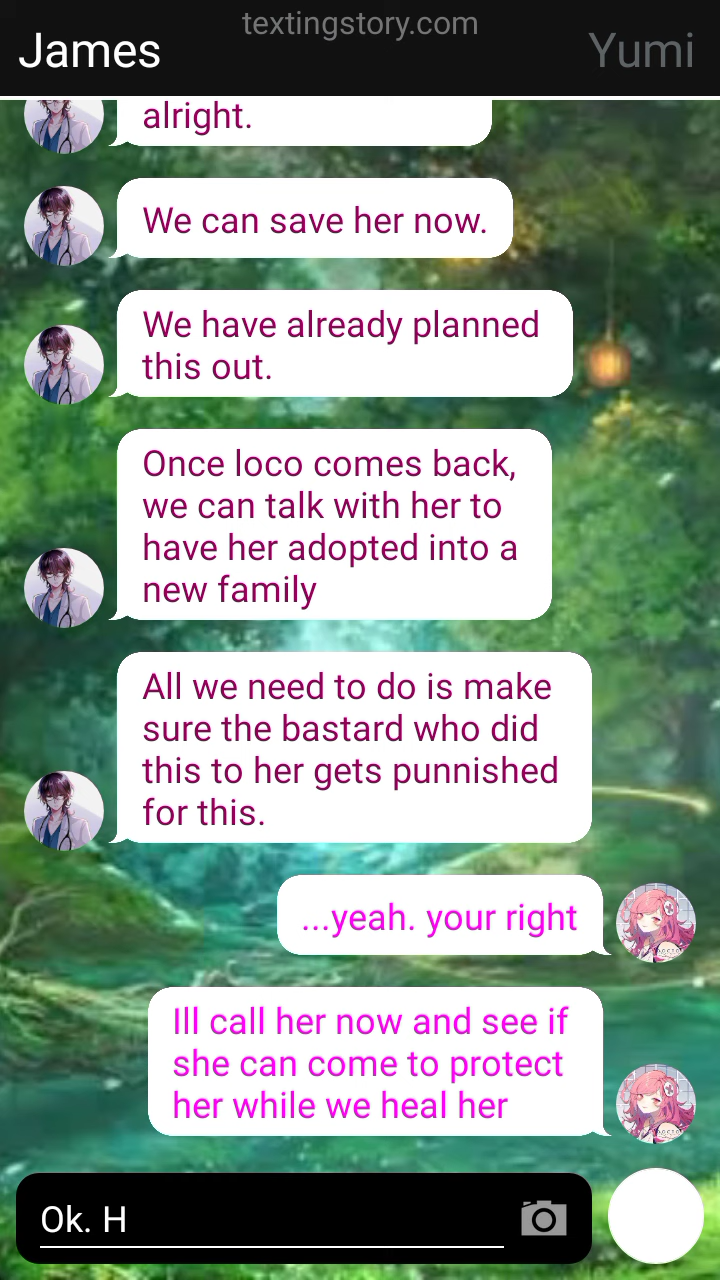 textingstory.com
James
Yumi
alright.
We can save her now.
We have already planned
this out.
Once loco comes back,
we can talk with her to
have her adopted into a
new family
All we need to do is make
sure the bastard who did
this to her gets punnished
for this.
...yeah. your right
Ill call her now and see if
she can come to protect
her while we heal her
Ok. H